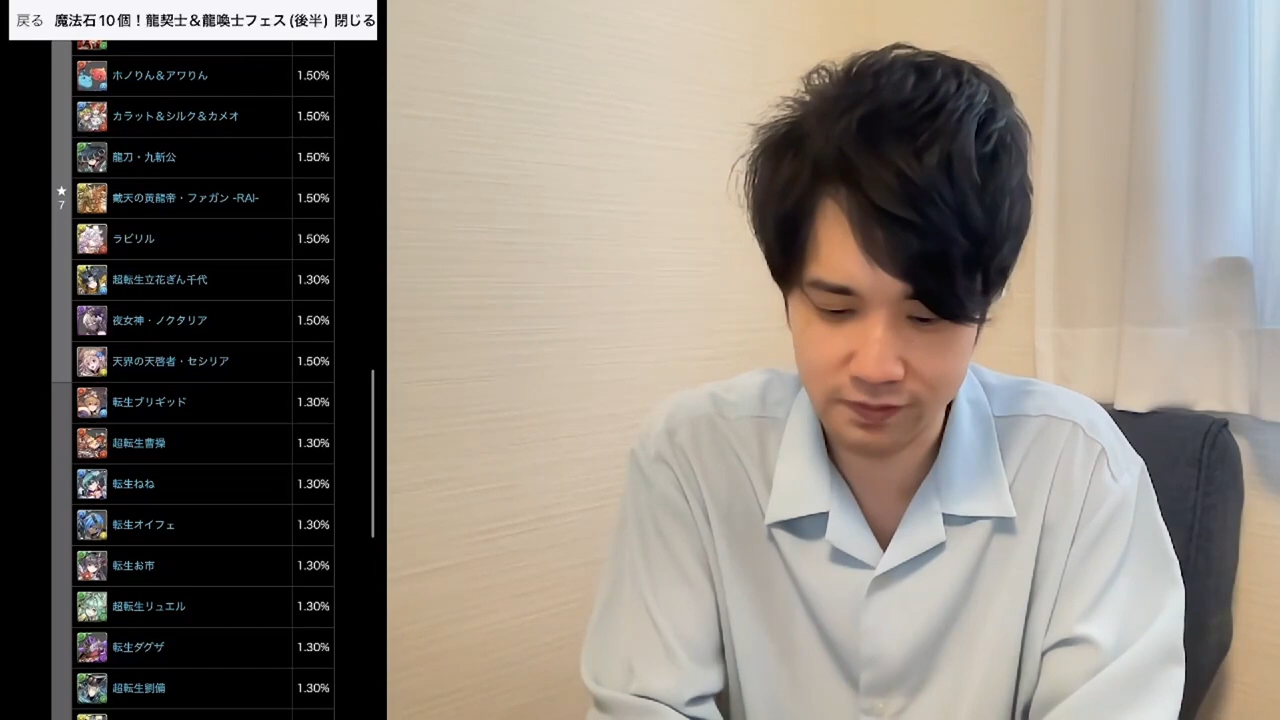 戻る 魔法石10個！龍契士＆龍喚士フェス(後半) 閉じる
ホノりん＆アワりん 1.50%
カラット＆シルク＆カメオ 1.50%
龍刀・九斬公 1.50%
★
7
戴天の黄龍帝・ファガン -RAI- 1.50%
ラビリル 1.50%
超転生立花ぎん千代 1.30%
夜女神・ノクタリア 1.50%
天界の天啓者・セシリア 1.50%
転生ブリギッド 1.30%
超転生曹操 1.30%
転生ねね 1.30%
転生オイフェ 1.30%
転生お市 1.30%
超転生リュエル 1.30%
転生ダグザ 1.30%
超転生劉備 1.30%